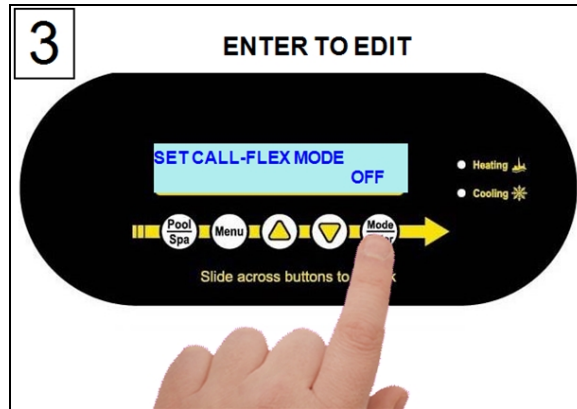 3
ENTER TO EDIT
SET CALL-FLEX MODE
OFF
Heating
Cooling
Pool
Spa
Menu
Mode
Slide across buttons to